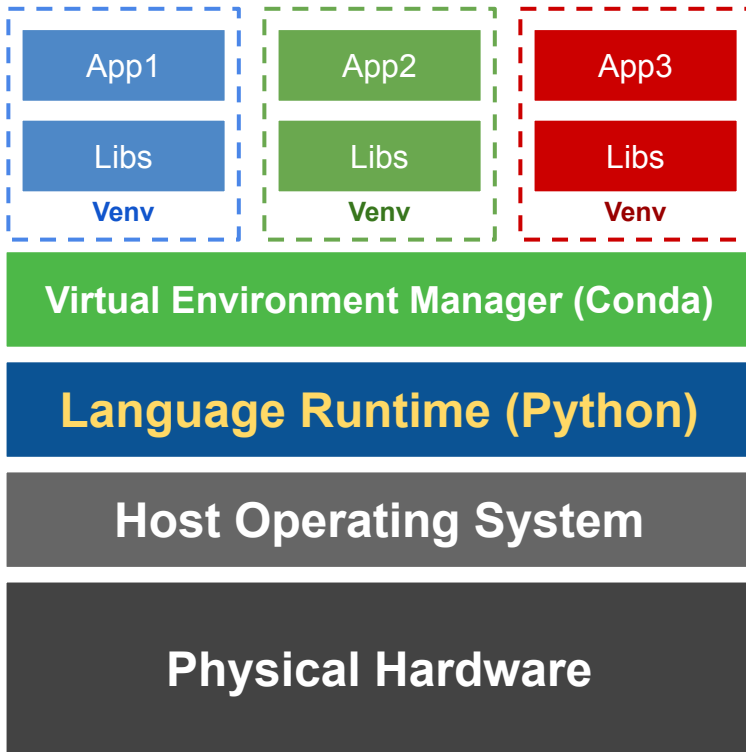 App1
App2
App3
Libs
Libs
Libs
Venv
Venv
Venv
Virtual Environment Manager (Conda)
Language Runtime (Python)
Host Operating System
Physical Hardware